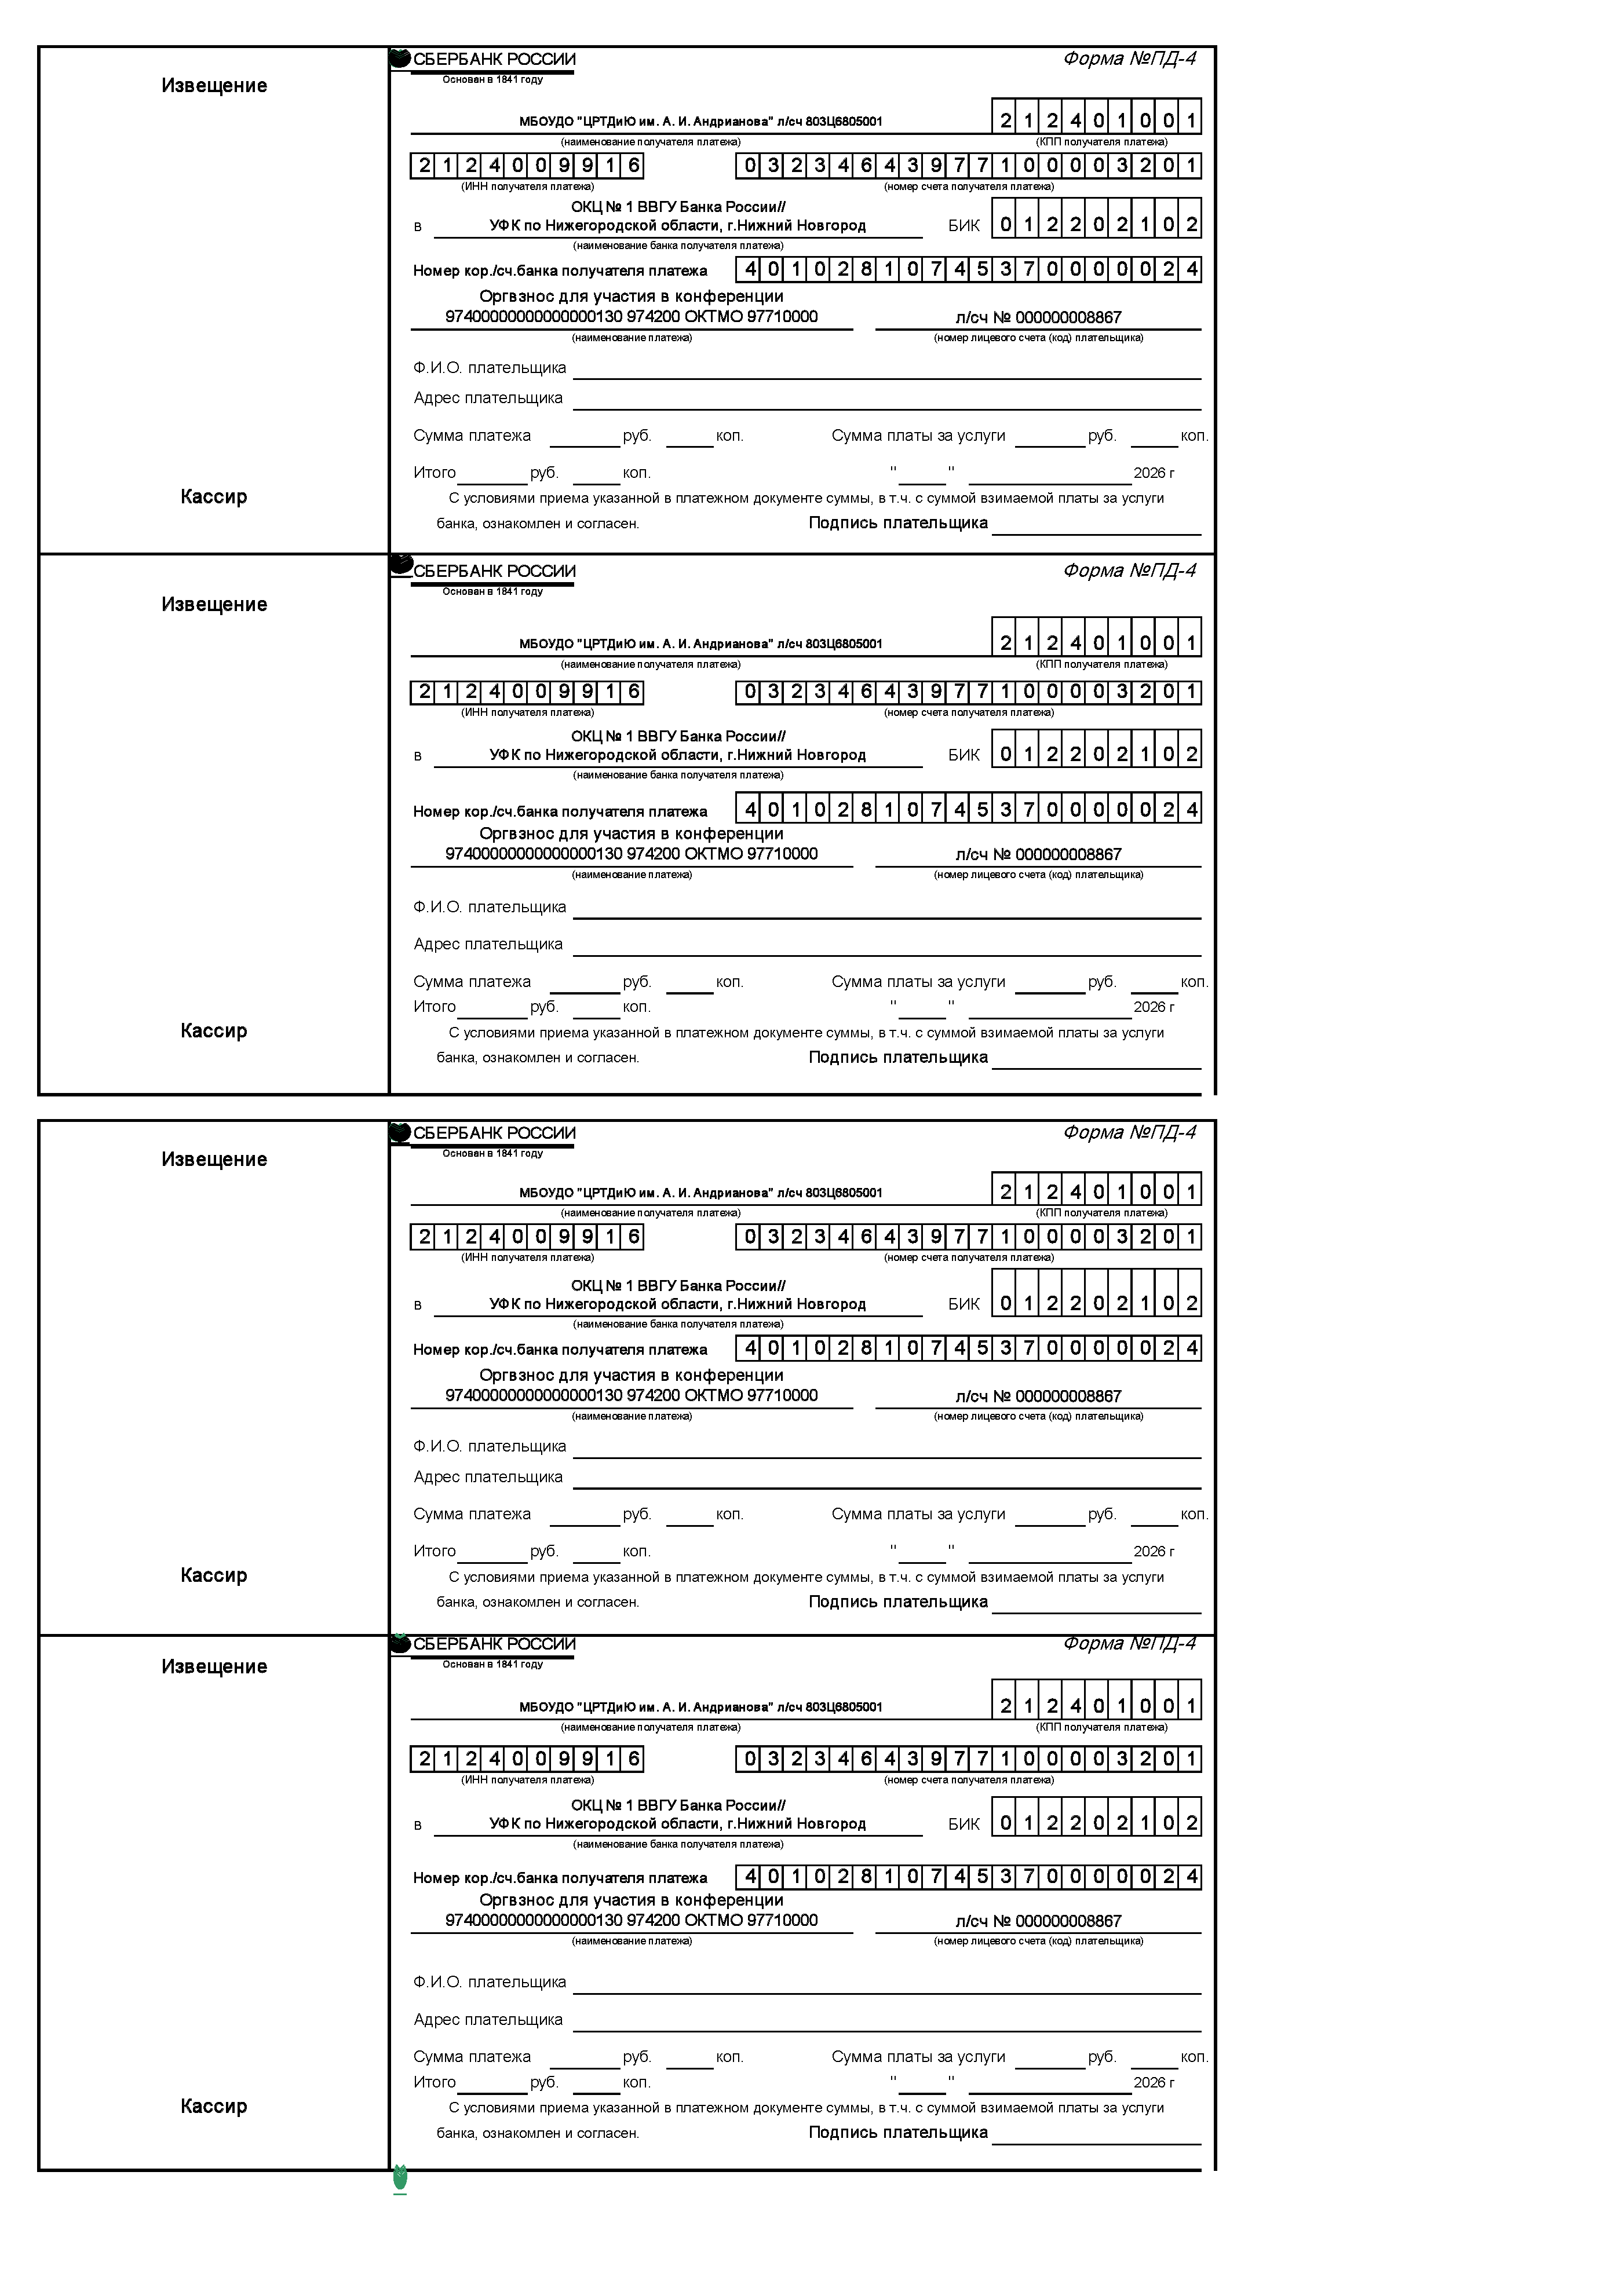 Извещение
Кассир
СБЕРБАНК РОССИИ
Форма №ПД-4
Основан в 1841 году
МБОУДО "ЦРТДиЮ им. А. И. Андрианова" л/сч 803Ц6805001 212401001
(наименование получателя платежа) (КПП получателя платежа)
2124009916 03234643977100003201
(ИНН получателя платежа) (номер счета получателя платежа)
ОКЦ № 1 ВВГУ Банка России//
в УФК по Нижегородской области, г.Нижний Новгород БИК 012202102
(наименование банка получателя платежа)
Номер кор./сч.банка получателя платежа 40102810745370000024
Оргвзнос для участия в конференции
97400000000000000130 974200 ОКТМО 97710000 л/сч № 000000008867
(наименование платежа) (номер лицевого счета (код) плательщика)
Ф.И.О. плательщика
Адрес плательщика
Сумма платежа руб. коп. Сумма платы за услуги руб. коп.
Итого руб. коп. " " 2026 г
С условиями приема указанной в платежном документе суммы, в т.ч. с суммой взимаемой платы за услуги
банка, ознакомлен и согласен. Подпись плательщика
Извещение
Кассир
СБЕРБАНК РОССИИ
Форма №ПД-4
Основан в 1841 году
МБОУДО "ЦРТДиЮ им. А. И. Андрианова" л/сч 803Ц6805001 212401001
(наименование получателя платежа) (КПП получателя платежа)
2124009916 03234643977100003201
(ИНН получателя платежа) (номер счета получателя платежа)
ОКЦ № 1 ВВГУ Банка России//
в УФК по Нижегородской области, г.Нижний Новгород БИК 012202102
(наименование банка получателя платежа)
Номер кор./сч.банка получателя платежа 40102810745370000024
Оргвзнос для участия в конференции
97400000000000000130 974200 ОКТМО 97710000 л/сч № 000000008867
(наименование платежа) (номер лицевого счета (код) плательщика)
Ф.И.О. плательщика
Адрес плательщика
Сумма платежа руб. коп. Сумма платы за услуги руб. коп.
Итого руб. коп. " " 2026 г
С условиями приема указанной в платежном документе суммы, в т.ч. с суммой взимаемой платы за услуги
банка, ознакомлен и согласен. Подпись плательщика
Извещение
Кассир
СБЕРБАНК РОССИИ
Форма №ПД-4
Основан в 1841 году
МБОУДО "ЦРТДиЮ им. А. И. Андрианова" л/сч 803Ц6805001 212401001
(наименование получателя платежа) (КПП получателя платежа)
2124009916 03234643977100003201
(ИНН получателя платежа) (номер счета получателя платежа)
ОКЦ № 1 ВВГУ Банка России//
в УФК по Нижегородской области, г.Нижний Новгород БИК 012202102
(наименование банка получателя платежа)
Номер кор./сч.банка получателя платежа 40102810745370000024
Оргвзнос для участия в конференции
97400000000000000130 974200 ОКТМО 97710000 л/сч № 000000008867
(наименование платежа) (номер лицевого счета (код) плательщика)
Ф.И.О. плательщика
Адрес плательщика
Сумма платежа руб. коп. Сумма платы за услуги руб. коп.
Итого руб. коп. " " 2026 г
С условиями приема указанной в платежном документе суммы, в т.ч. с суммой взимаемой платы за услуги
банка, ознакомлен и согласен. Подпись плательщика
Извещение
Кассир
СБЕРБАНК РОССИИ
Форма №ПД-4
Основан в 1841 году
МБОУДО "ЦРТДиЮ им. А. И. Андрианова" л/сч 803Ц6805001 212401001
(наименование получателя платежа) (КПП получателя платежа)
2124009916 03234643977100003201
(ИНН получателя платежа) (номер счета получателя платежа)
ОКЦ № 1 ВВГУ Банка России//
в УФК по Нижегородской области, г.Нижний Новгород БИК 012202102
(наименование банка получателя платежа)
Номер кор./сч.банка получателя платежа 40102810745370000024
Оргвзнос для участия в конференции
97400000000000000130 974200 ОКТМО 97710000 л/сч № 000000008867
(наименование платежа) (номер лицевого счета (код) плательщика)
Ф.И.О. плательщика
Адрес плательщика
Сумма платежа руб. коп. Сумма платы за услуги руб. коп.
Итого руб. коп. " " 2026 г
С условиями приема указанной в платежном документе суммы, в т.ч. с суммой взимаемой платы за услуги
банка, ознакомлен и согласен. Подпись плательщика